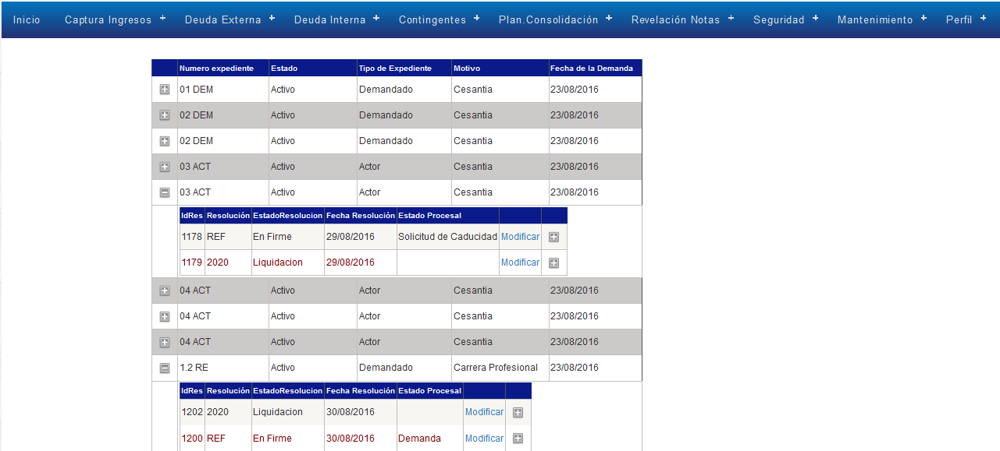 Inicio Captura Ingresos + Deuda Externa + Deuda Interna + Contingentes + Plan.Consolidación + Revelación Notas + Seguridad + Mantenimiento + Perfil +
Numero expediente Estado Tipo de Expediente Motivo Fecha de la Demanda
01 DEM Activo Demandado Cesantia 23/08/2016
02 DEM Activo Demandado Cesantia 23/08/2016
02 DEM Activo Demandado Cesantia 23/08/2016
03 ACT Activo Actor Cesantia 23/08/2016
03 ACT Activo Actor Cesantia 23/08/2016
IdRes Resolución EstadoResolucion Fecha Resolución Estado Procesal
1178 REF En Firme 29/08/2016 Solicitud de Caducidad Modificar
1179 2020 Liquidacion 29/08/2016 Modificar
04 ACT Activo Actor Cesantia 23/08/2016
04 ACT Activo Actor Cesantia 23/08/2016
04 ACT Activo Actor Cesantia 23/08/2016
1.2 RE Activo Demandado Carrera Profesional 23/08/2016
IdRes Resolución EstadoResolucion Fecha Resolución Estado Procesal
1202 2020 Liquidacion 30/08/2016 Modificar
1200 REF En Firme 30/08/2016 Demanda Modificar